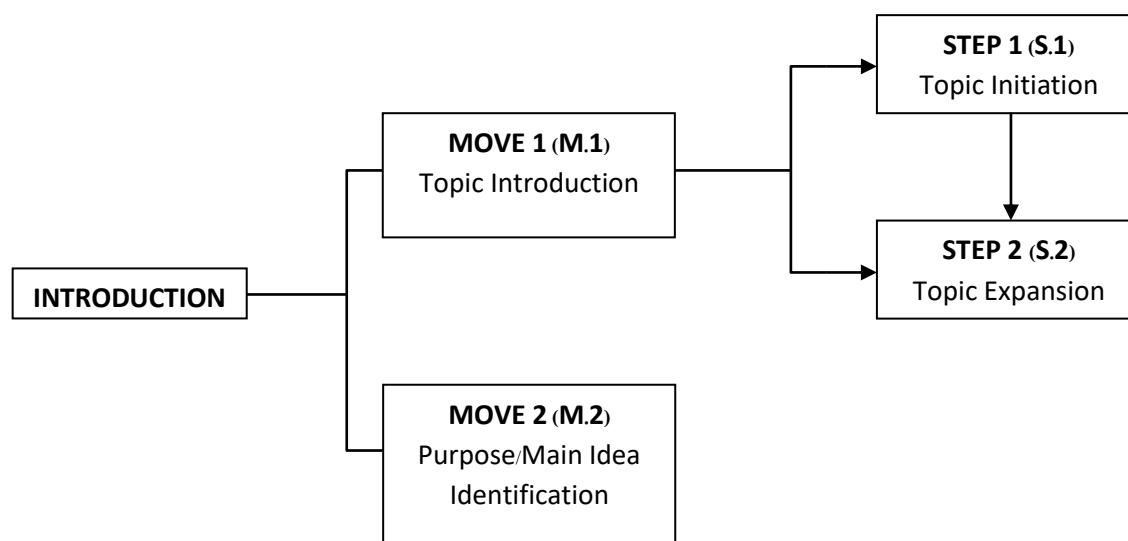 INTRODUCTION
MOVE 1 (M.1)
Topic Introduction
STEP 1 (S.1)
Topic Initiation
STEP 2 (S.2)
Topic Expansion
MOVE 2 (M.2)
Purpose/Main Idea
Identification